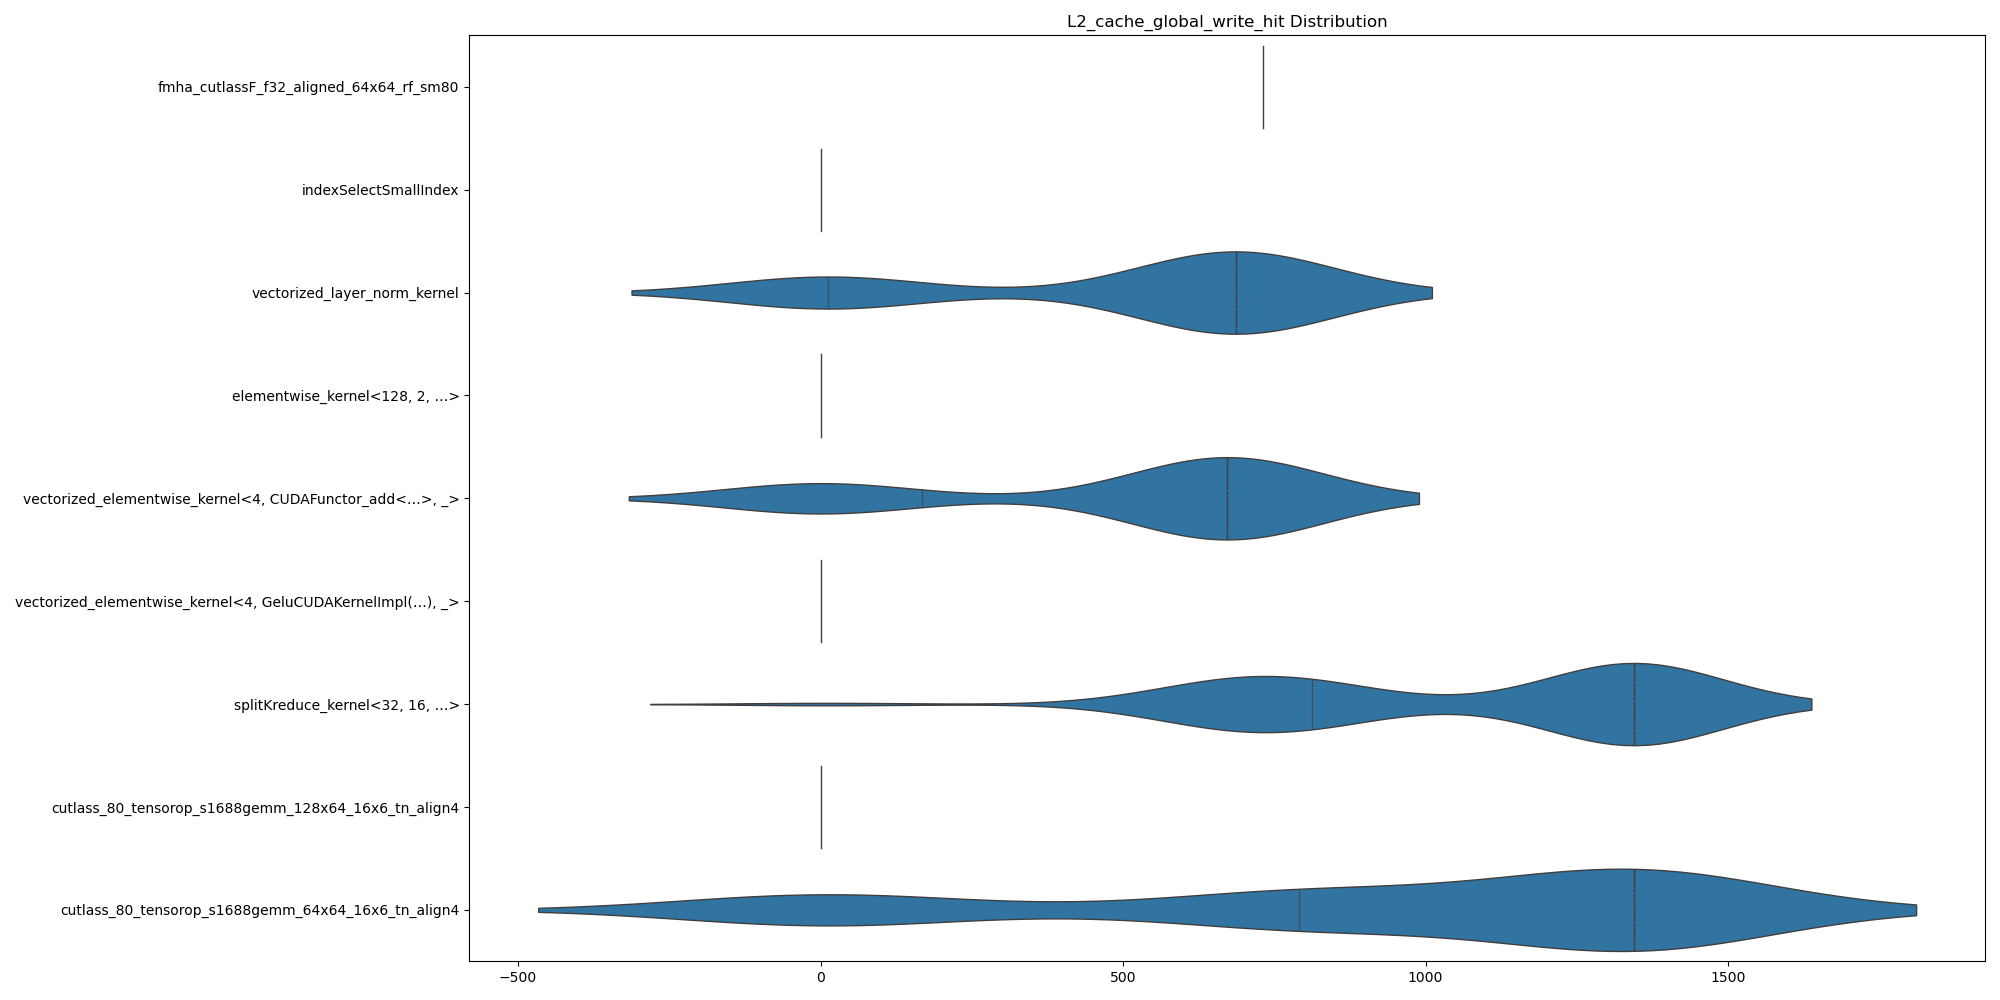 L2_cache_global_write_hit Distribution
fmha_cutlassF_f32_aligned_64x64_rf_sm80
indexSelectSmallIndex
vectorized_layer_norm_kernel
elementwise_kernel<128, 2, ...>
vectorized_elementwise_kernel<4, CUDAFunctor_add<...>, _>
vectorized_elementwise_kernel<4, GeluCUDAKernelImpl(...), _>
splitKreduce_kernel<32, 16, ...>
cutlass_80_tensorop_s1688gemm_128x64_16x6_tn_align4
cutlass_80_tensorop_s1688gemm_64x64_16x6_tn_align4
−500 0 500 1000 1500